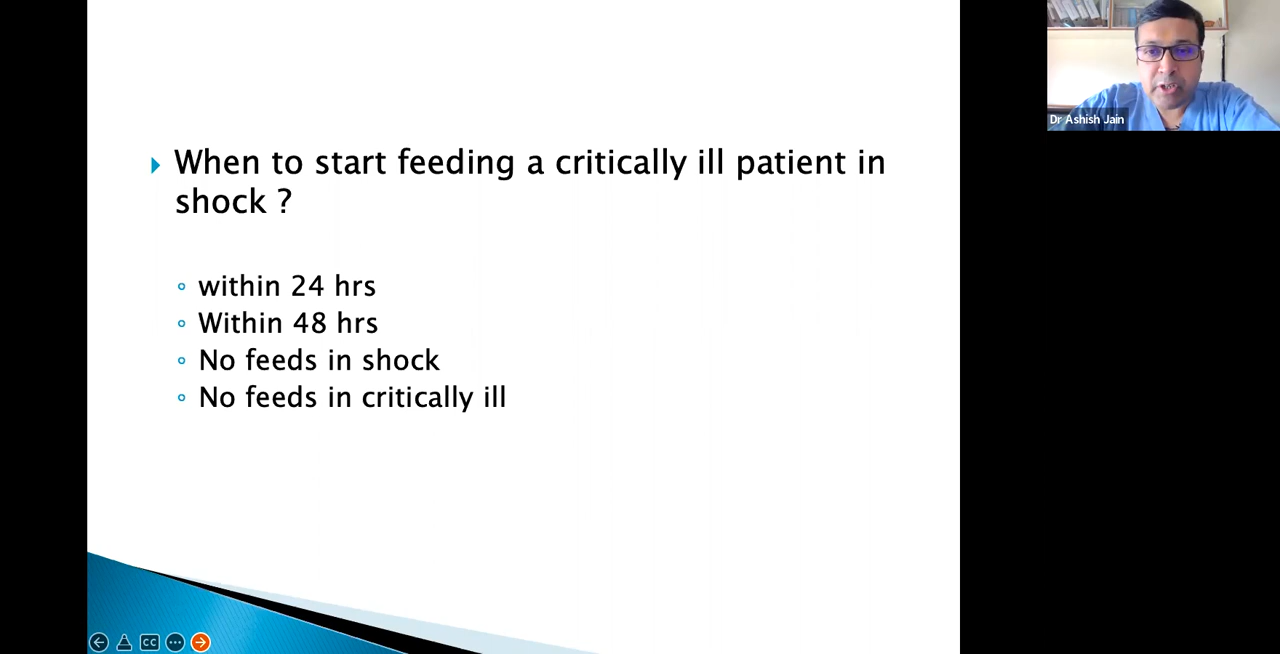 When to start feeding a critically ill patient in
shock ?
within 24 hrs
Within 48 hrs
No feeds in shock
No feeds in critically ill
Dr Ashish Jain
CC